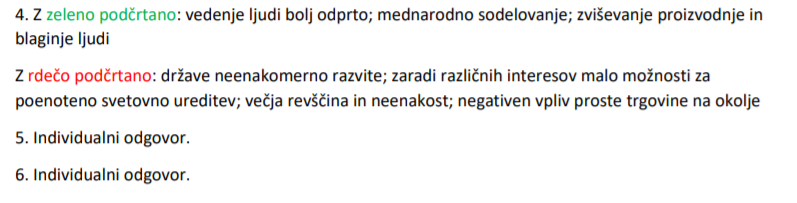 4. Z zeleno podčrtano: vedenje ljudi bolj odprto; mednarodno sodelovanje; zviševanje proizvodnje in
blaginje ljudi
Z rdečo podčrtano: države neenakomerno razvite; zaradi različnih interesov malo možnosti za
poenoteno svetovno ureditev; večja revščina in neenakost; negativen vpliv proste trgovine na okolje
5. Individualni odgovor.
6. Individualni odgovor.